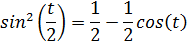 sin²(t/2) = 1/2 − 1/2 cos(t)